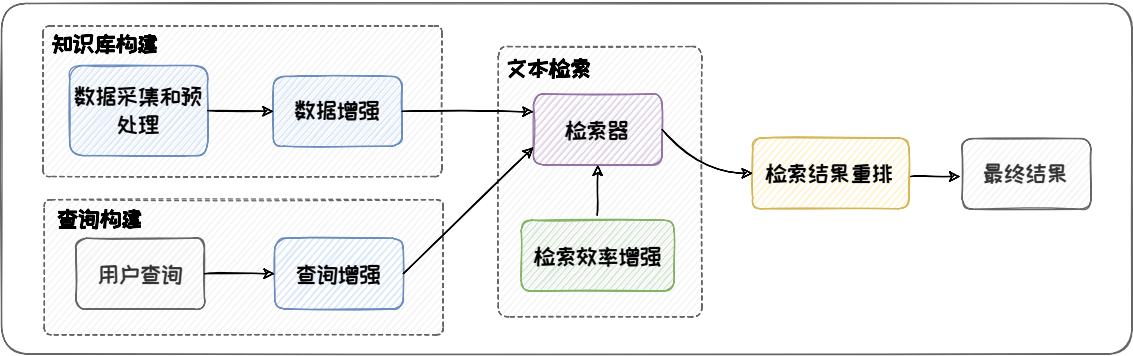 知识库构建
数据采集和预
处理
数据增强
查询构建
用户查询
查询增强
文本检索
检索器
检索效率增强
检索结果重排
最终结果